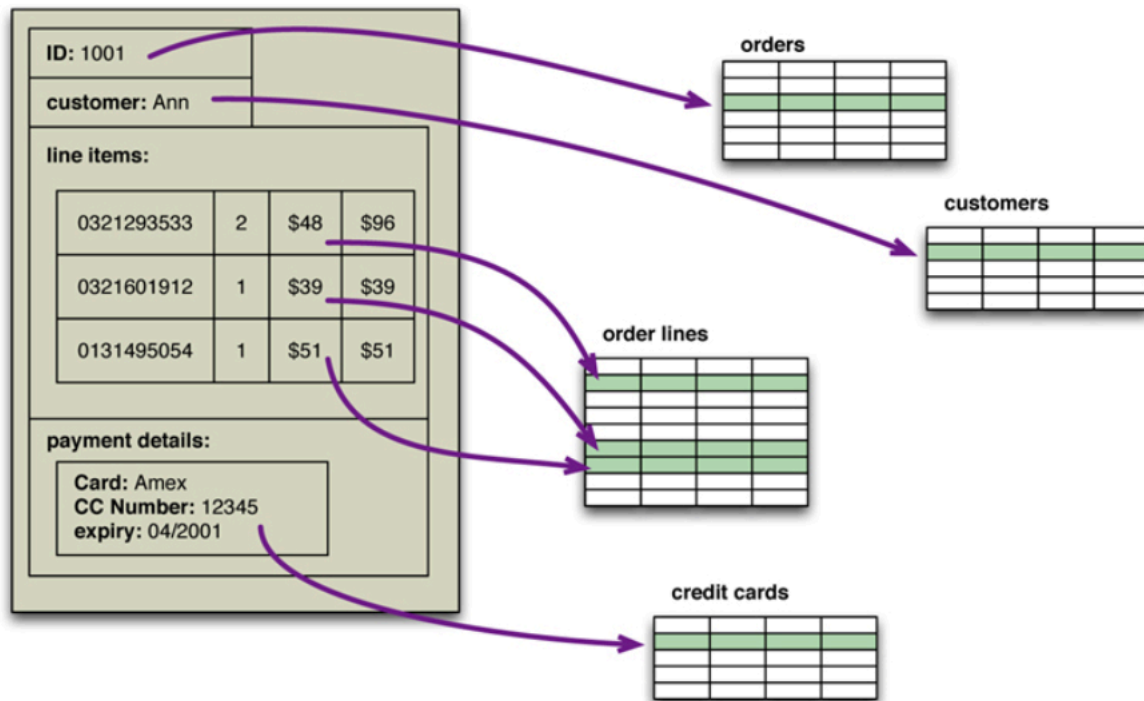 ID: 1001
customer: Ann
line items:
0321293533 2 $48 $96
0321601912 1 $39 $39
0131495054 1 $51 $51
payment details:
Card: Amex
CC Number: 12345
expiry: 04/2001
orders
customers
order lines
credit cards